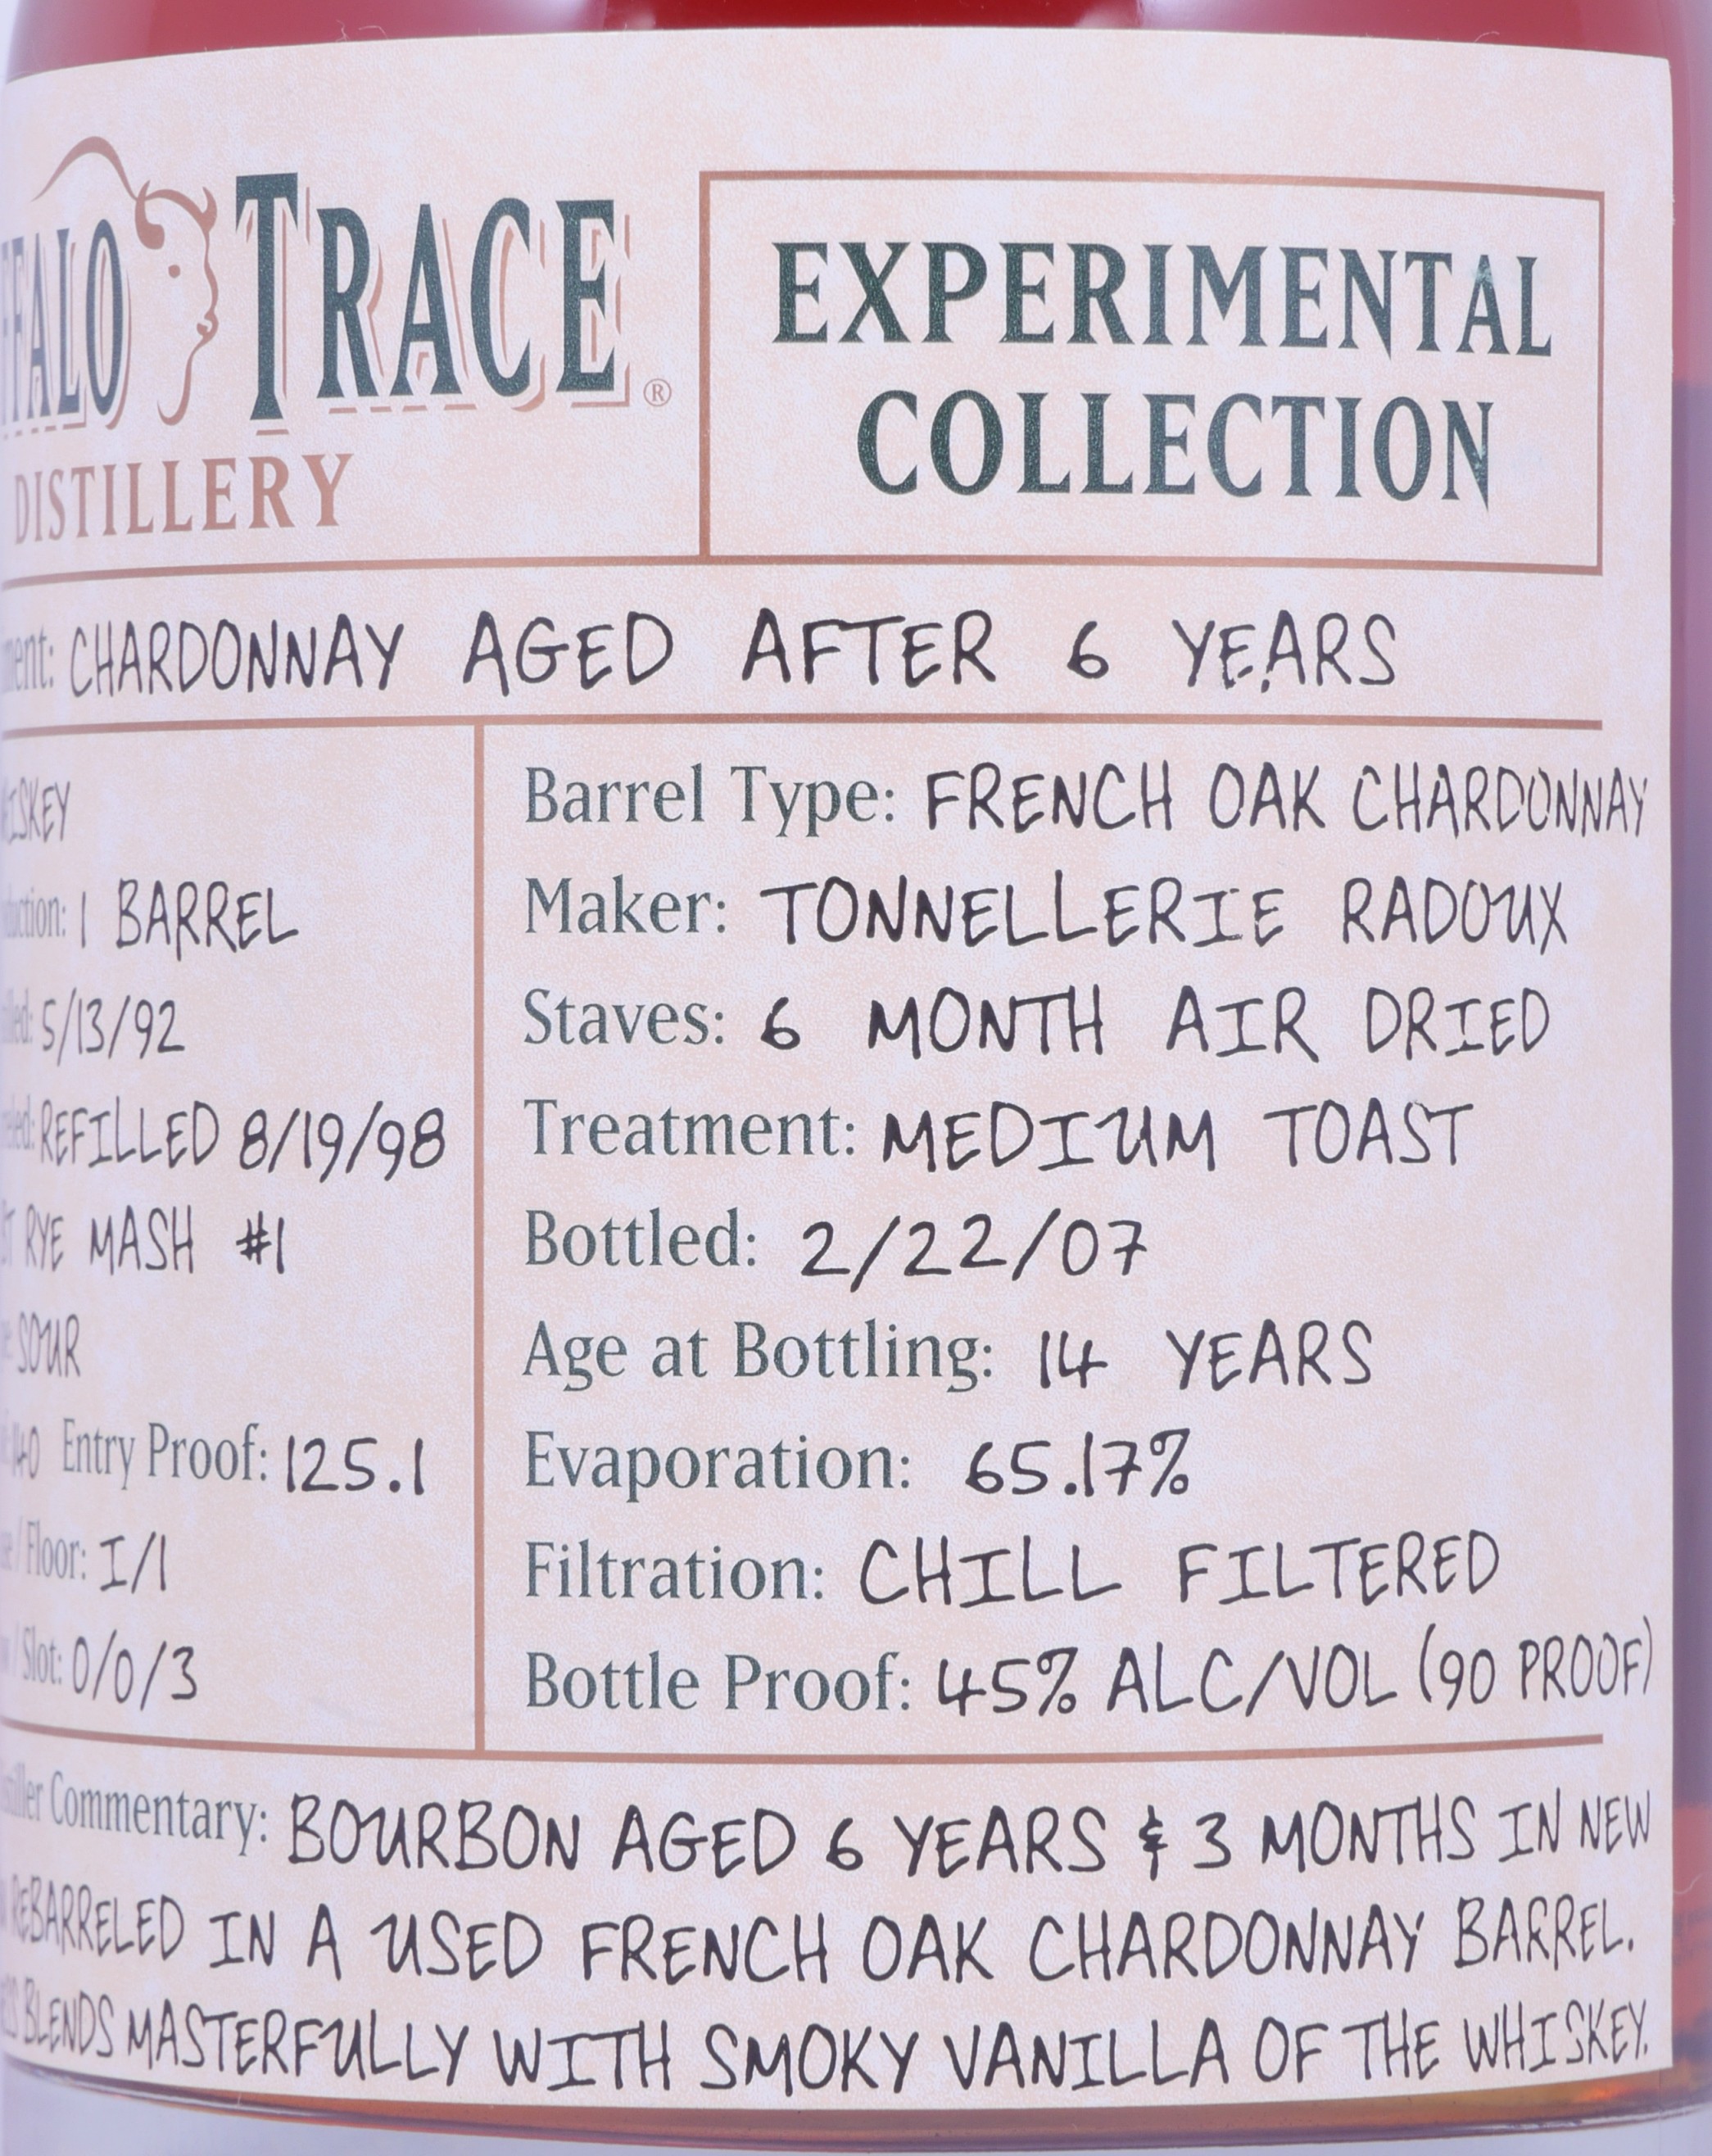 TRACE ®
DISTILLERY
EXPERIMENTAL
COLLECTION
CHARDONNAY AGED AFTER 6 YEARS
1 BARREL
5/13/92
REFILLED 8/19/98
RYE MASH #1
SOUR
Entry Proof: 125.1
Floor: I/1
Slot: 0/0/3
Barrel Type: FRENCH OAK CHARDONNAY
Maker: TONNELLERIE RADOUX
Staves: 6 MONTH AIR DRIED
Treatment: MEDIUM TOAST
Bottled: 2/22/07
Age at Bottling: 14 YEARS
Evaporation: 65.17%
Filtration: CHILL FILTERED
Bottle Proof: 45% ALC/VOL (90 PROOF)
Commentary: BOURBON AGED 6 YEARS & 3 MONTHS IN NEW
REBARRELED IN A USED FRENCH OAK CHARDONNAY BARREL.
BLENDS MASTERFULLY WITH SMOKY VANILLA OF THE WHISKEY.